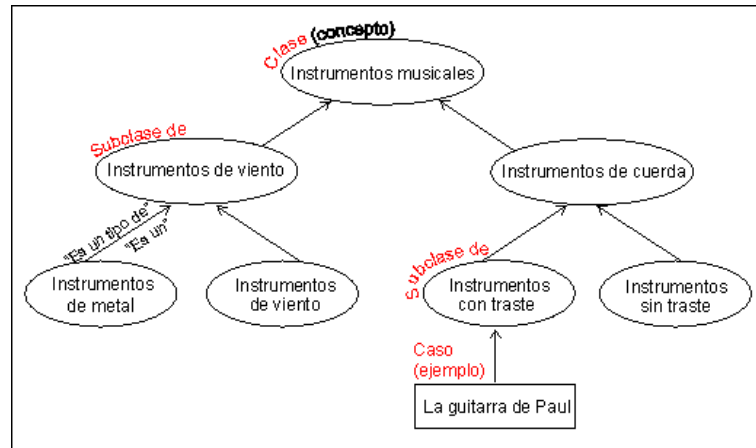 Clase (concepto)
Instrumentos musicales
Subclase de
Instrumentos de viento
Instrumentos de cuerda
"Es un tipo de"
"Es un"
Subclase de
Instrumentos
de metal
Instrumentos
de viento
Instrumentos
con traste
Instrumentos
sin traste
Caso
(ejemplo)
La guitarra de Paul